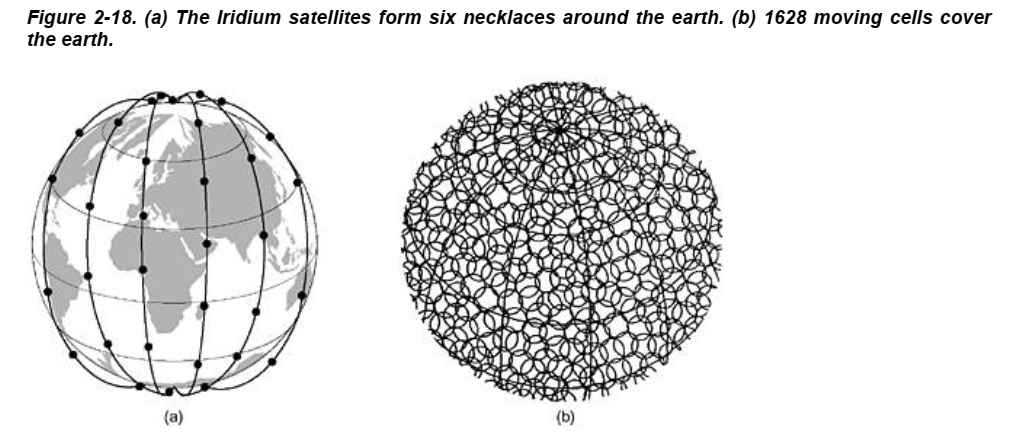 Figure 2-18. (a) The Iridium satellites form six necklaces around the earth. (b) 1628 moving cells cover
the earth.
(a)
(b)